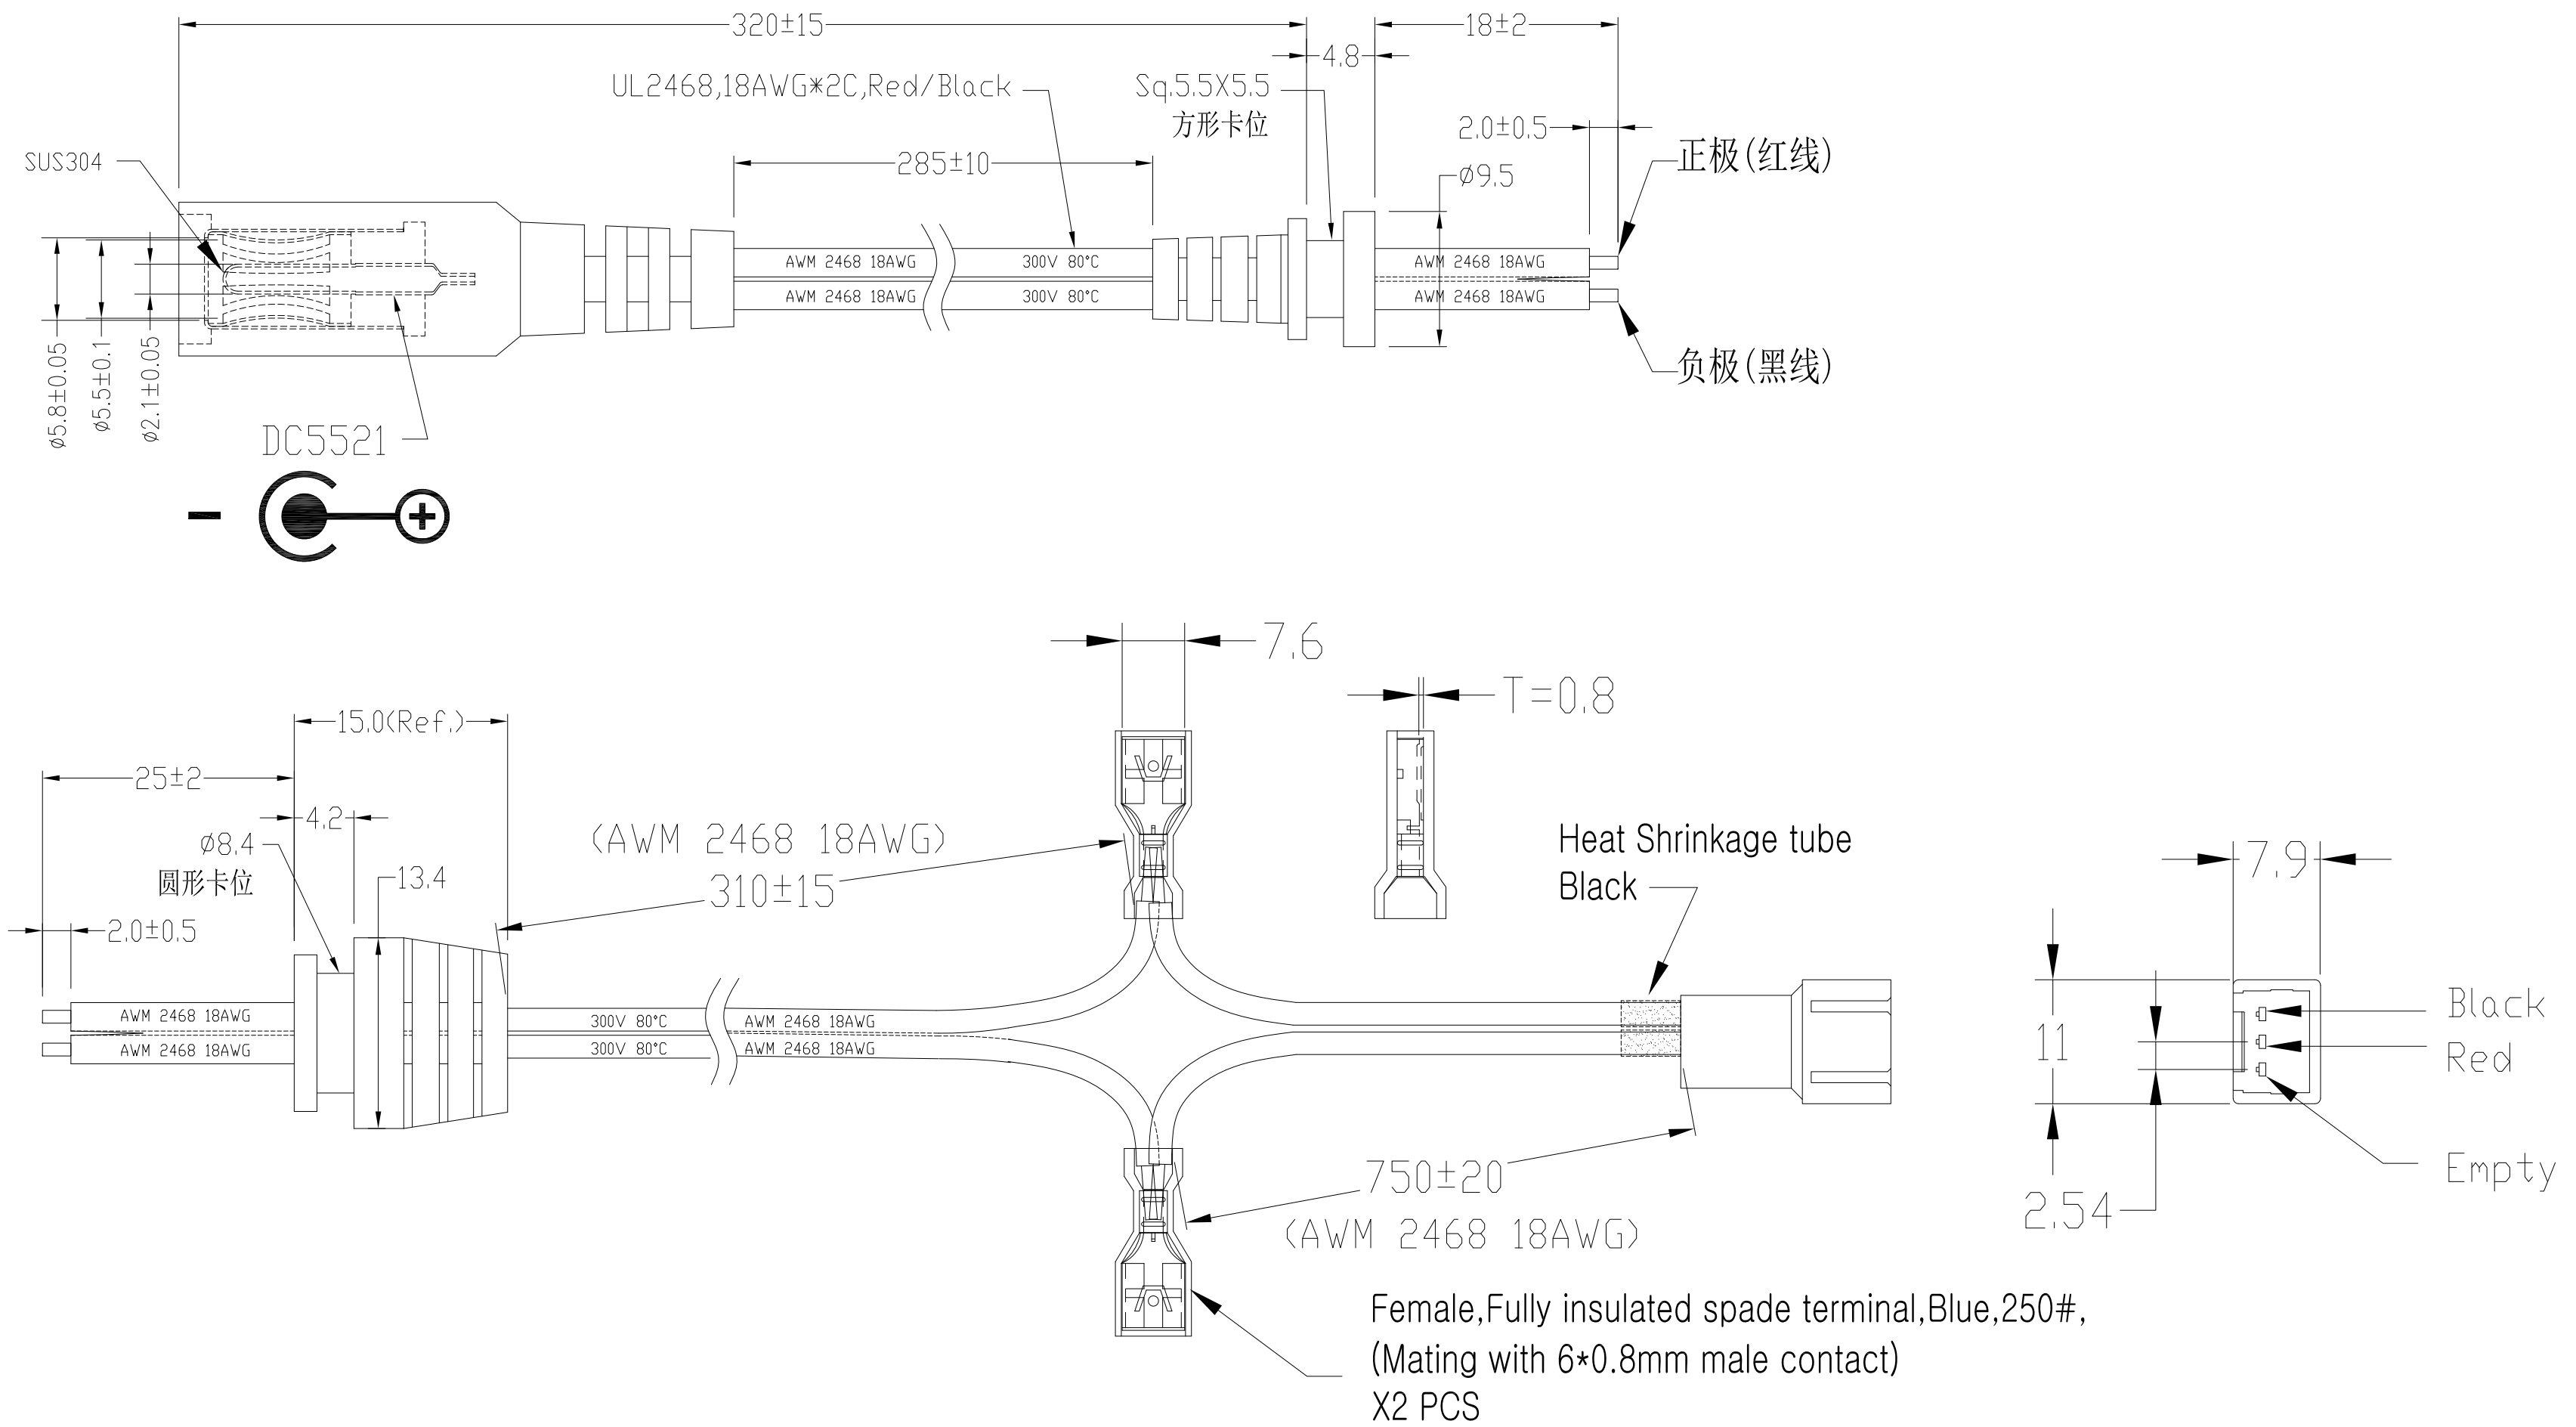 320±15
18±2
4.8
UL2468,18AWG*2C,Red/Black
Sq.5.5X5.5
方形卡位
2.0±0.5
正极(红线)
SUS304
285±10
ø9.5
AWM 2468 18AWG
300V 80°C
AWM 2468 18AWG
AWM 2468 18AWG
300V 80°C
AWM 2468 18AWG
负极(黑线)
ø5.8±0.05
ø5.5±0.1
ø2.1±0.05
DC5521
-
+
7.6
T=0.8
15.0(Ref.)
25±2
4.2
ø8.4
圆形卡位
13.4
2.0±0.5
(AWM 2468 18AWG)
310±15
Heat Shrinkage tube
Black
7.9
AWM 2468 18AWG
300V 80°C
AWM 2468 18AWG
AWM 2468 18AWG
300V 80°C
AWM 2468 18AWG
11
Black
Red
Empty
2.54
750±20
(AWM 2468 18AWG)
Female,Fully insulated spade terminal,Blue,250#,
(Mating with 6*0.8mm male contact)
X2 PCS